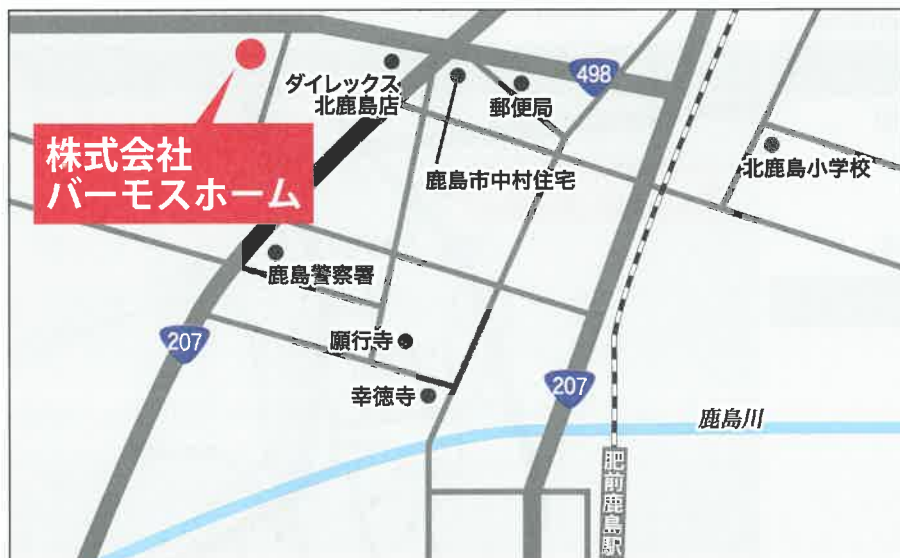 ダイレックス
北鹿島店
498
郵便局
株式会社
バーモスホーム
鹿島市中村住宅
北鹿島小学校
鹿島警察署
207
願行寺
幸徳寺
207
鹿島川
肥前鹿島駅